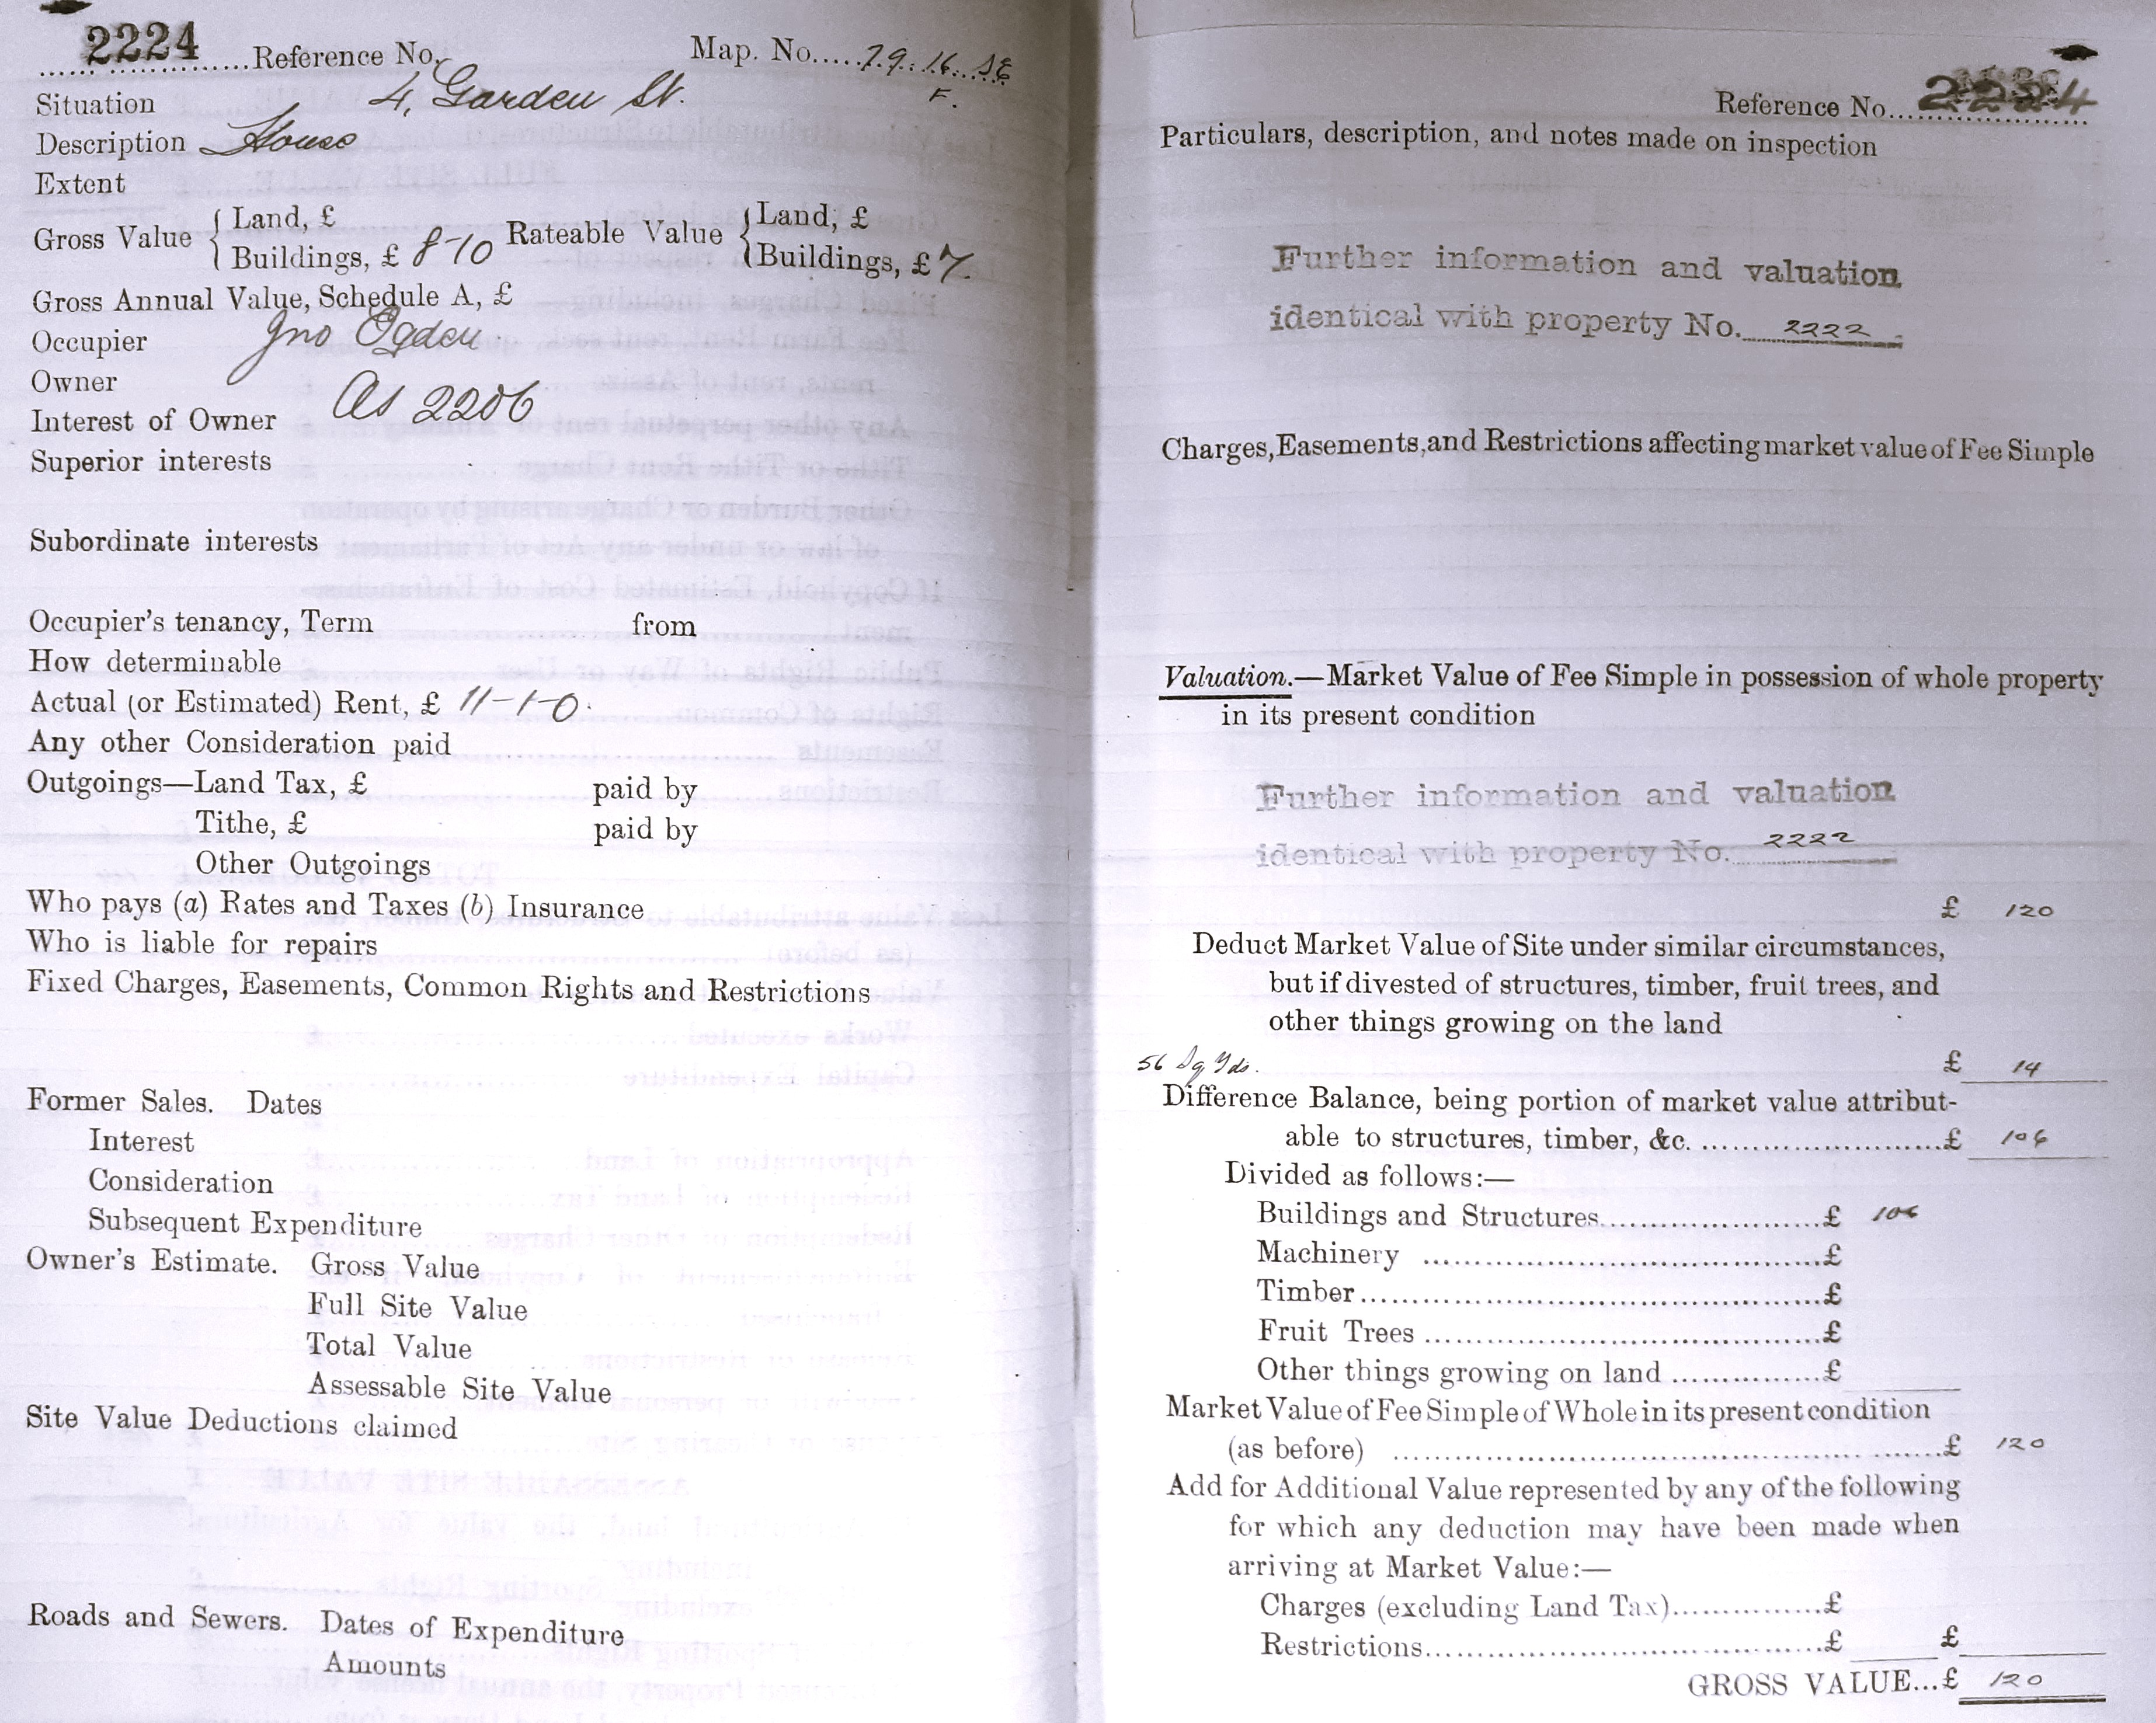 2224 Reference No. Map. No. 79. 16. SE
F.
Situation 4, Garden St.
Description House
Extent
Gross Value { Land, £ Rateable Value { Land, £
Buildings, £ 8-10 Buildings, £ 7.
Gross Annual Value, Schedule A, £
Occupier Jno Ogden
Owner
Interest of Owner As 2206
Superior interests
Subordinate interests
Occupier's tenancy, Term from
How determinable
Actual (or Estimated) Rent, £ 11-1-0.
Any other Consideration paid
Outgoings—Land Tax, £ paid by
Tithe, £ paid by
Other Outgoings
Who pays (a) Rates and Taxes (b) Insurance
Who is liable for repairs
Fixed Charges, Easements, Common Rights and Restrictions
Former Sales. Dates
Interest
Consideration
Subsequent Expenditure
Owner's Estimate. Gross Value
Full Site Value
Total Value
Assessable Site Value
Site Value Deductions claimed
Roads and Sewers. Dates of Expenditure
Amounts
Reference No. 2224
Particulars, description, and notes made on inspection
Further information and valuation
identical with property No. 2222
Charges, Easements, and Restrictions affecting market value of Fee Simple
Valuation.—Market Value of Fee Simple in possession of whole property
in its present condition
Further information and valuation
identical with property No. 2222
£ 120
Deduct Market Value of Site under similar circumstances,
but if divested of structures, timber, fruit trees, and
other things growing on the land
56 Sq Yds. £ 14
Difference Balance, being portion of market value attribut-
able to structures, timber, &c. £ 106
Divided as follows:—
Buildings and Structures £ 106
Machinery £
Timber £
Fruit Trees £
Other things growing on land £
Market Value of Fee Simple of Whole in its present condition
(as before) £ 120
Add for Additional Value represented by any of the following
for which any deduction may have been made when
arriving at Market Value:—
Charges (excluding Land Tax) £
Restrictions £ £
GROSS VALUE...£ 120